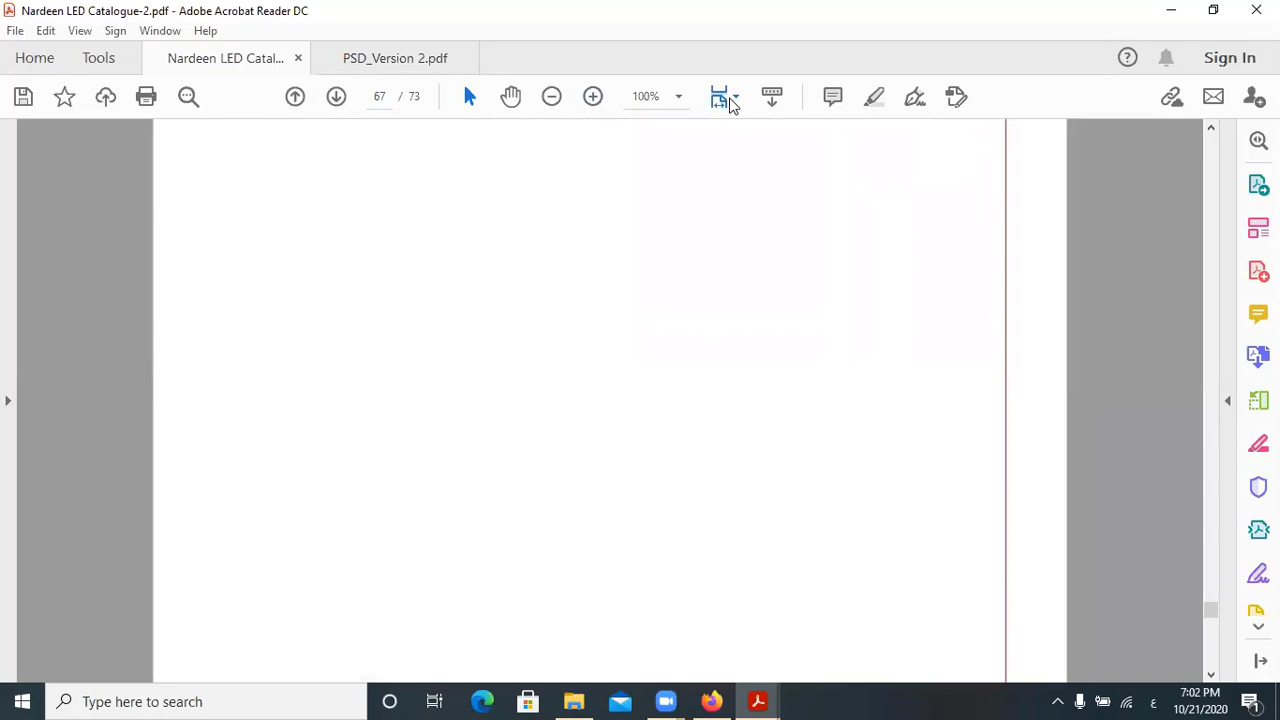 Nardeen LED Catalogue-2.pdf - Adobe Acrobat Reader DC
File Edit View Sign Window Help
Home Tools Nardeen LED Catal... × PSD_Version 2.pdf Sign In
67 / 73 100%
Type here to search
ع
7:02 PM
10/21/2020
1